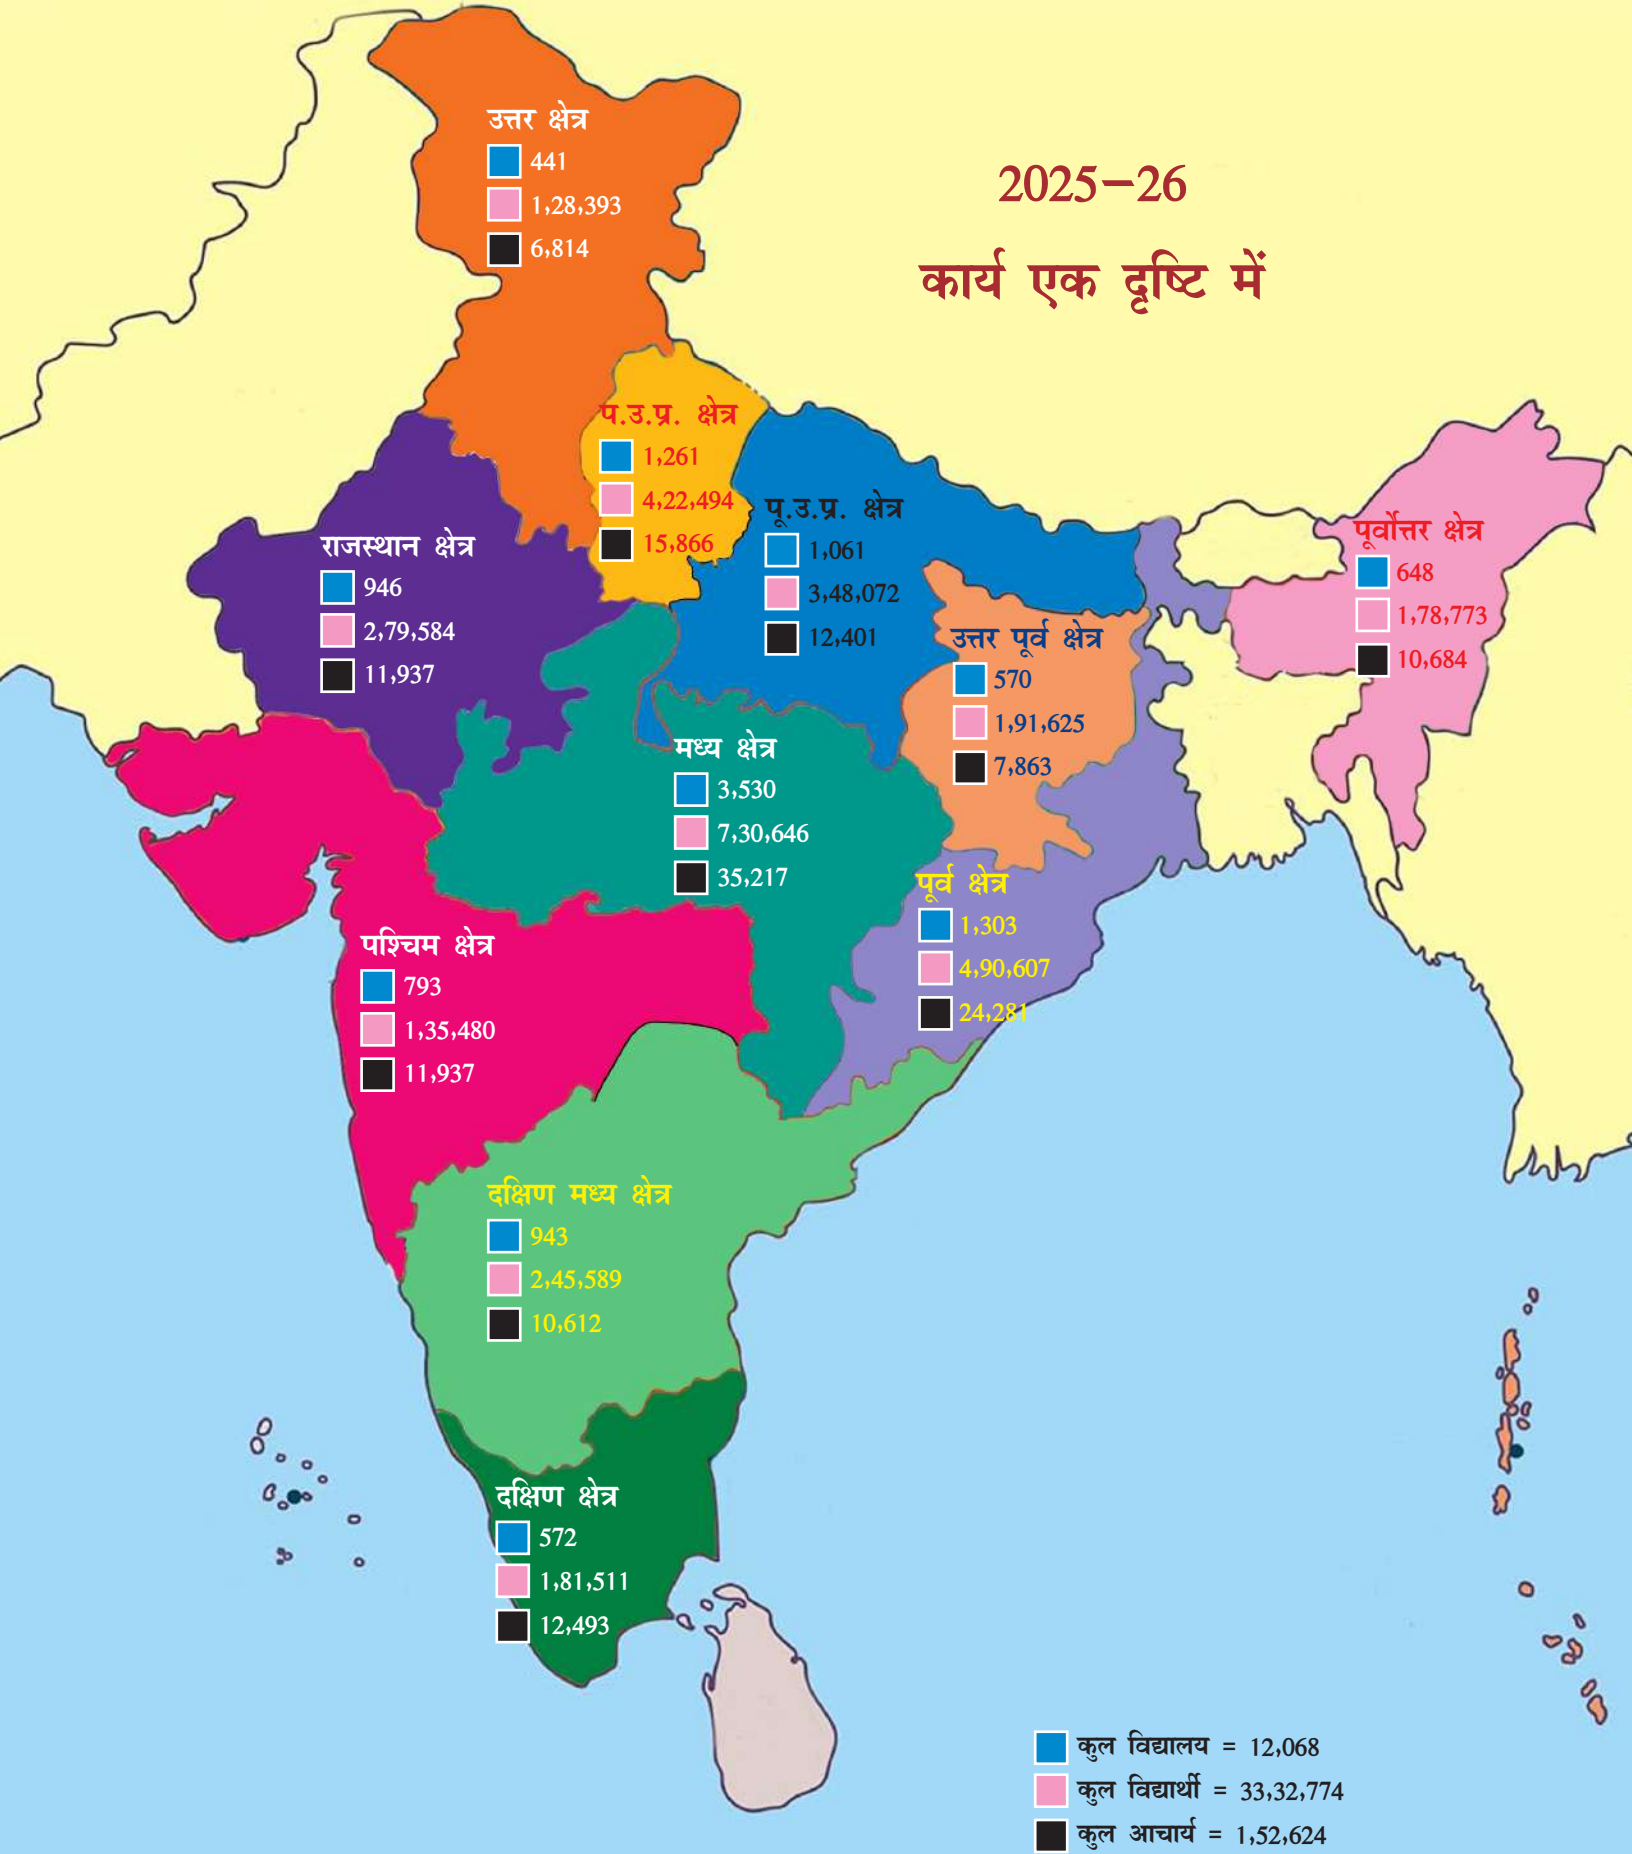 2025-26
कार्य एक दृष्टि में
उत्तर क्षेत्र
441
1,28,393
6,814
प.उ.प्र. क्षेत्र
1,261
4,22,494
15,866
पू.उ.प्र. क्षेत्र
1,061
3,48,072
12,401
पूर्वोत्तर क्षेत्र
648
1,78,773
10,684
राजस्थान क्षेत्र
946
2,79,584
11,937
उत्तर पूर्व क्षेत्र
570
1,91,625
7,863
मध्य क्षेत्र
3,530
7,30,646
35,217
पूर्व क्षेत्र
1,303
4,90,607
24,281
पश्चिम क्षेत्र
793
1,35,480
11,937
दक्षिण मध्य क्षेत्र
943
2,45,589
10,612
दक्षिण क्षेत्र
572
1,81,511
12,493
कुल विद्यालय = 12,068
कुल विद्यार्थी = 33,32,774
कुल आचार्य = 1,52,624